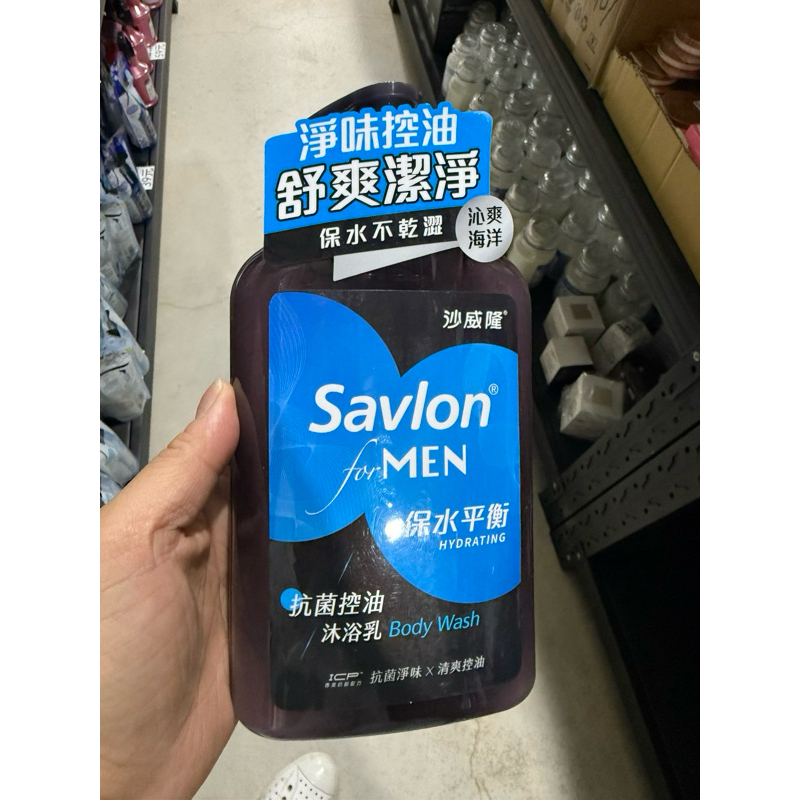 淨味控油
舒爽潔淨
保水不乾澀
沁爽
海洋
沙威隆®
Savlon®
for MEN
保水平衡
HYDRATING
抗菌控油
沐浴乳 Body Wash
ICP
抗菌淨味 X 清爽控油